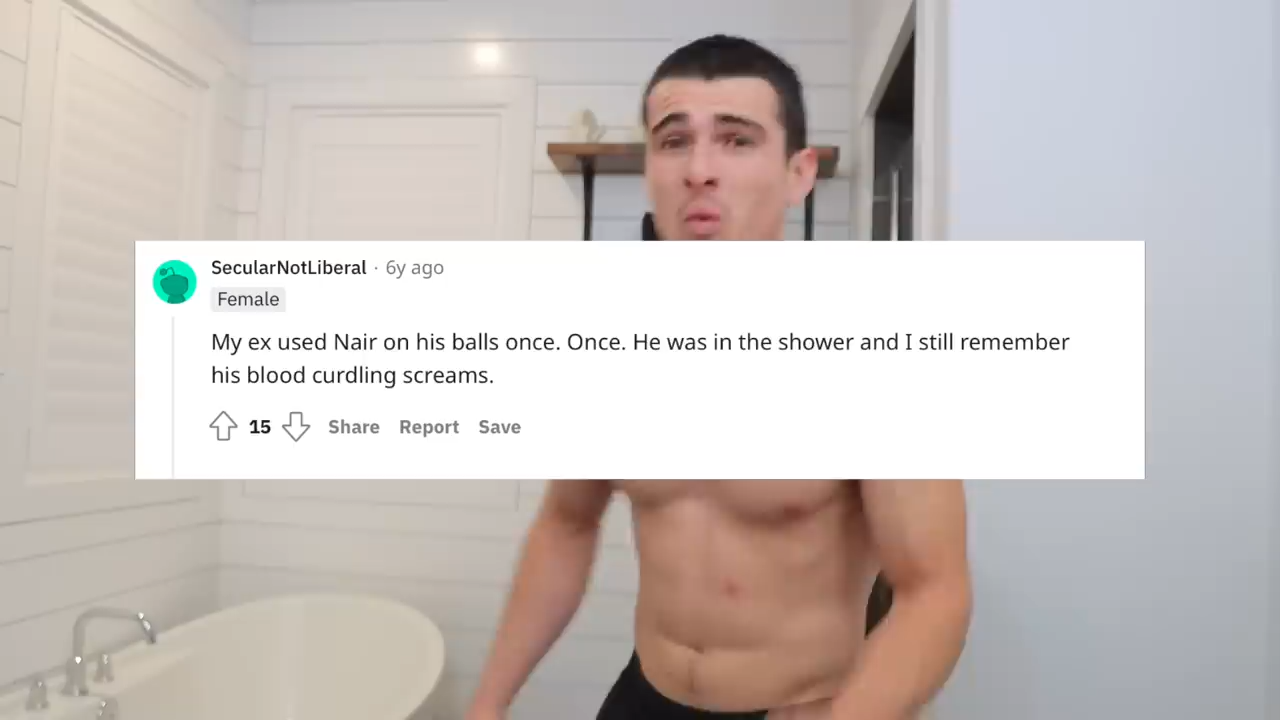 SecularNotLiberal · 6y ago
Female
My ex used Nair on his balls once. Once. He was in the shower and I still remember
his blood curdling screams.
15 Share Report Save